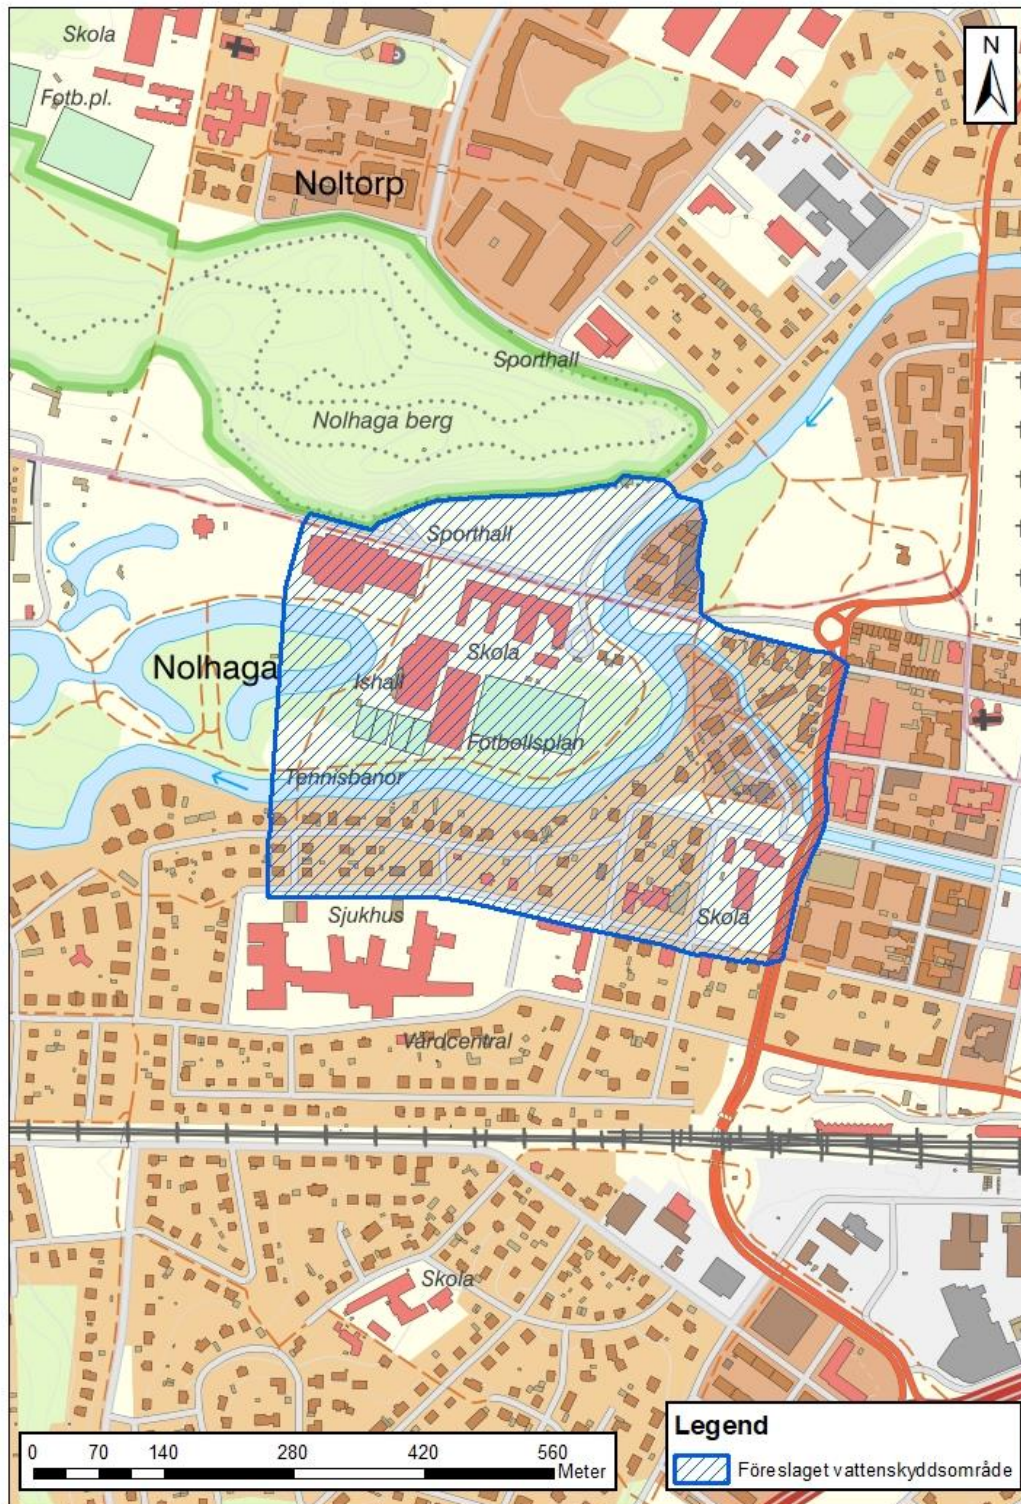 Skola
N
Fotb.pl.
Noltorp
Sporthall
Nolhaga berg
Sporthall
Nolhaga
Skola
Ishall
Fotbollsplan
Tennisbanor
Sjukhus
Skola
Vårdcentral
Skola
Legend
0 70 140 280 420 560
Meter
Föreslaget vattenskyddsområde